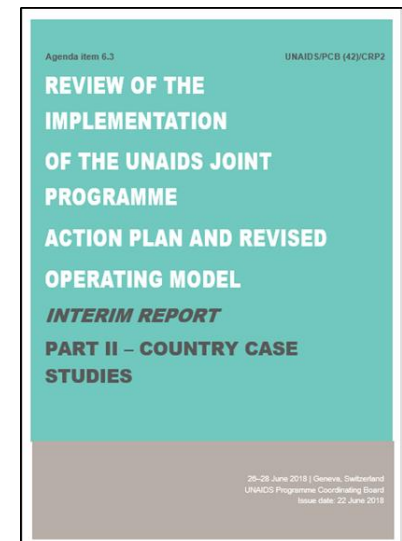 Agenda item 6.3
UNAIDS/PCB (42)/CRP2
REVIEW OF THE
IMPLEMENTATION
OF THE UNAIDS JOINT
PROGRAMME
ACTION PLAN AND REVISED
OPERATING MODEL
INTERIM REPORT
PART II – COUNTRY CASE
STUDIES
26–28 June 2018 | Geneva, Switzerland
UNAIDS Programme Coordinating Board
Issue date: 22 June 2018